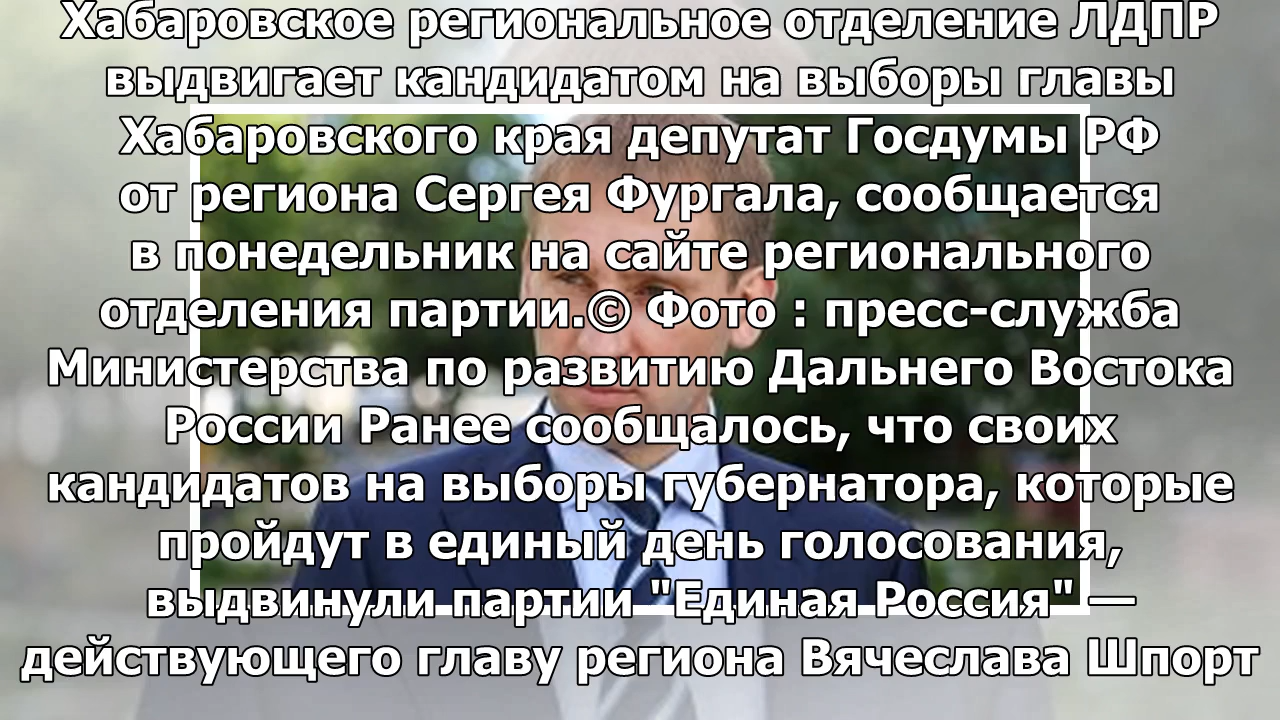 Хабаровское региональное отделение ЛДПР
выдвигает кандидатом на выборы главы
Хабаровского края депутат Госдумы РФ
от региона Сергея Фургала, сообщается
в понедельник на сайте регионального
отделения партии.© Фото : пресс-служба
Министерства по развитию Дальнего Востока
России Ранее сообщалось, что своих
кандидатов на выборы губернатора, которые
пройдут в единый день голосования,
выдвинули партии "Единая Россия" —
действующего главу региона Вячеслава Шпорт